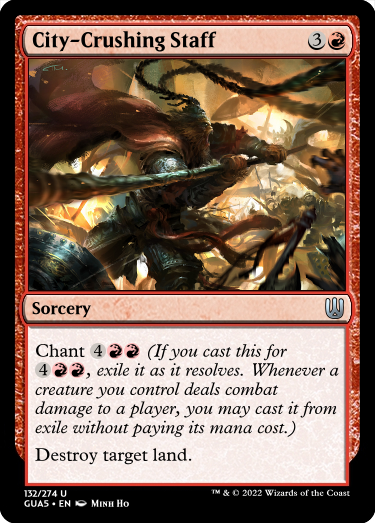 City-Crushing Staff 3
Sorcery
Chant 4 (If you cast this for
4, exile it as it resolves. Whenever a
creature you control deals combat
damage to a player, you may cast it from
exile without paying its mana cost.)
Destroy target land.
132/274 U
™ & © 2022 Wizards of the Coast
GUA5 • EN Minh Ho